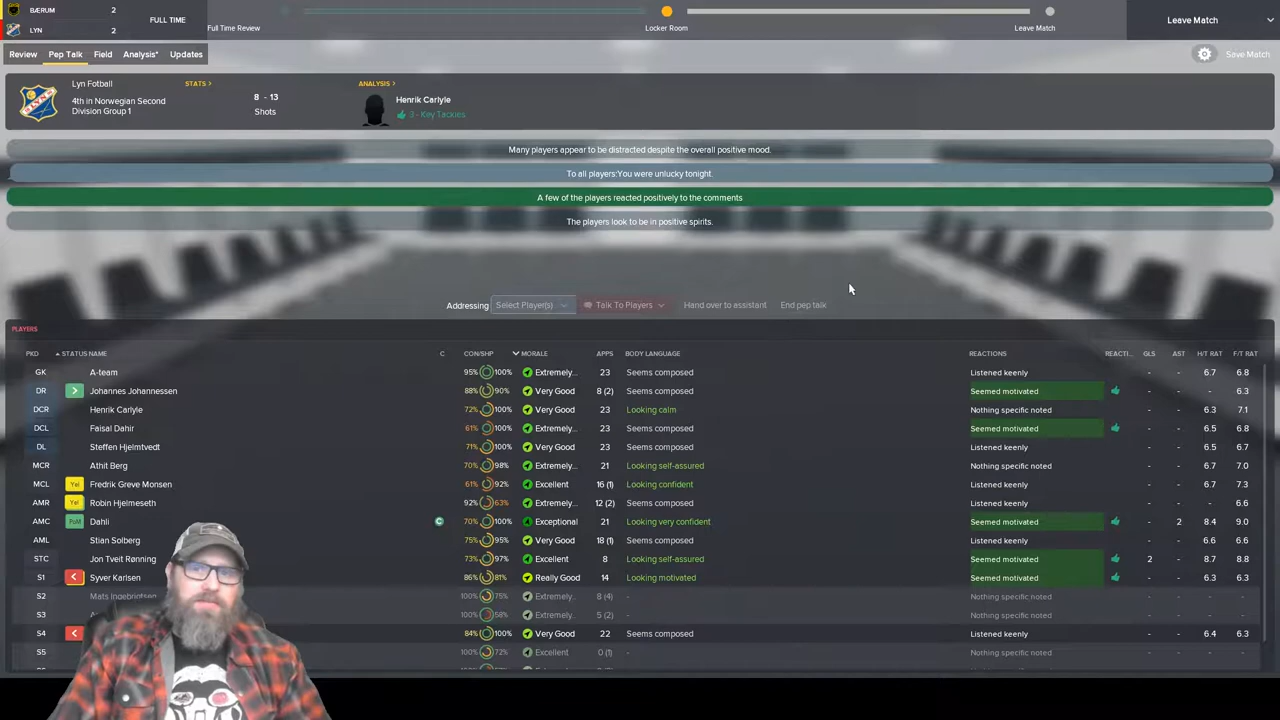 BÆRUM 2
LYN 2
FULL TIME
Full Time Review
Locker Room
Leave Match
Leave Match
Review Pep Talk Field Analysis* Updates
Save Match
Lyn Fotball
4th in Norwegian Second
Division Group 1
STATS >
8 - 13
Shots
ANALYSIS >
Henrik Carlyle
3 - Key Tackles
Many players appear to be distracted despite the overall positive mood.
To all players:You were unlucky tonight.
A few of the players reacted positively to the comments
The players look to be in positive spirits.
Addressing Select Player(s) Talk To Players Hand over to assistant End pep talk
PLAYERS
PKD STATUS NAME C CON/SHP MORALE APPS BODY LANGUAGE REACTIONS REACTI... GLS AST H/T RAT F/T RAT
GK A-team 95% 100% Extremely... 23 Seems composed Listened keenly - - 6.7 6.8
DR Johannes Johannessen 88% 90% Very Good 8 (2) Seems composed Seemed motivated - - - 6.3
DCR Henrik Carlyle 72% 100% Very Good 23 Looking calm Nothing specific noted - - 6.3 7.1
DCL Faisal Dahir 61% 100% Extremely... 23 Seems composed Seemed motivated - - 6.5 6.8
DL Steffen Hjelmtvedt 71% 100% Very Good 23 Seems composed Listened keenly - - 6.5 6.7
MCR Athit Berg 70% 98% Extremely... 21 Looking self-assured Nothing specific noted - - 6.7 7.0
MCL Yel Fredrik Greve Monsen 61% 92% Excellent 16 (1) Looking confident Listened keenly - - 6.7 7.3
AMR Yel Robin Hjelmeseth 92% 63% Extremely... 12 (2) Seems composed Listened keenly - - - 6.6
AMC PoM Dahli C 70% 100% Exceptional 21 Looking very confident Seemed motivated - 2 8.4 9.0
AML Stian Solberg 75% 95% Very Good 18 (1) Seems composed Listened keenly - - 6.6 6.6
STC Jon Tveit Rønning 73% 97% Excellent 8 Looking self-assured Seemed motivated 2 - 8.7 8.8
S1 Syver Karlsen 86% 81% Really Good 14 Looking motivated Seemed motivated - - 6.3 6.3
S2 Mats Ingebrigtsen 100% 75% Extremely... 8 (4) - Nothing specific noted - - - -
S3 100% 58% Extremely... 5 (2) - Nothing specific noted - - - -
S4 84% 100% Very Good 22 Seems composed Listened keenly - - 6.4 6.3
S5 100% 72% Excellent 0 (1) - Nothing specific noted - - - -